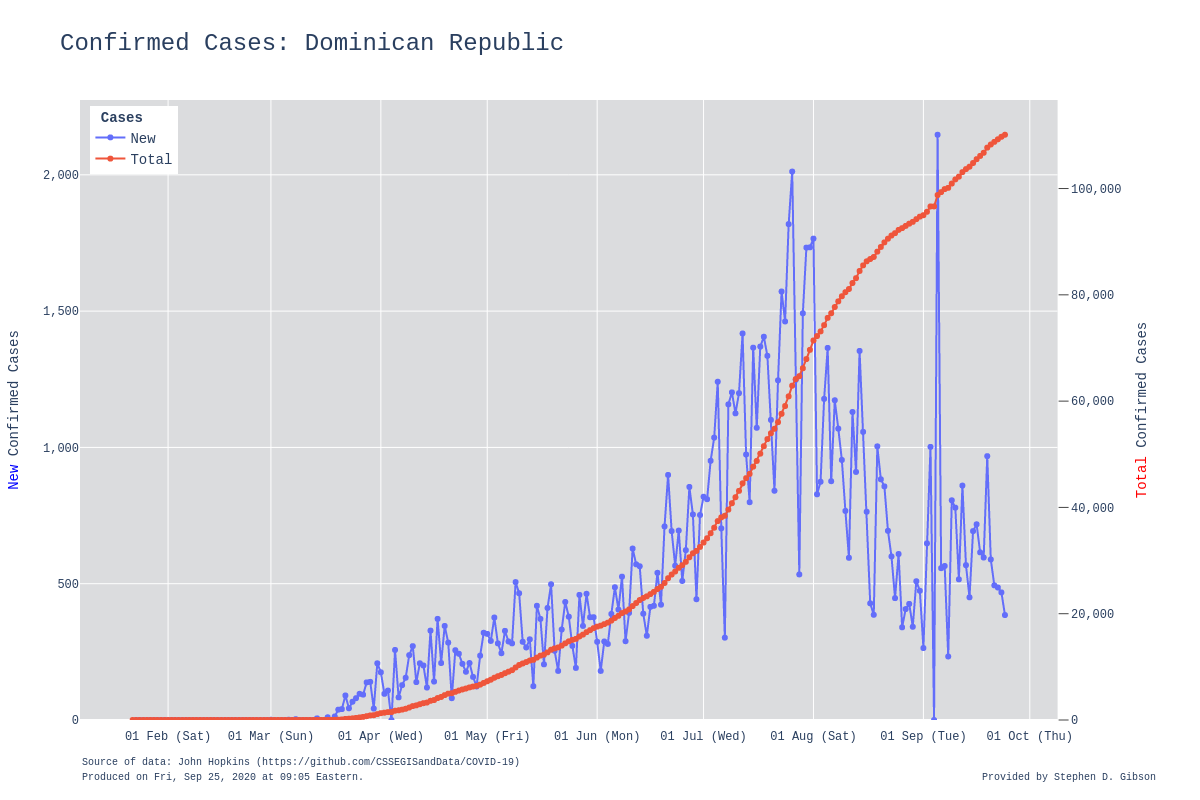 Confirmed Cases: Dominican Republic
Cases
New
Total
2,000
1,500
1,000
500
0
100,000
80,000
60,000
40,000
20,000
0
New Confirmed Cases
Total Confirmed Cases
01 Feb (Sat) 01 Mar (Sun) 01 Apr (Wed) 01 May (Fri) 01 Jun (Mon) 01 Jul (Wed) 01 Aug (Sat) 01 Sep (Tue) 01 Oct (Thu)
Source of data: John Hopkins (https://github.com/CSSEGISandData/COVID-19)
Produced on Fri, Sep 25, 2020 at 09:05 Eastern.
Provided by Stephen D. Gibson